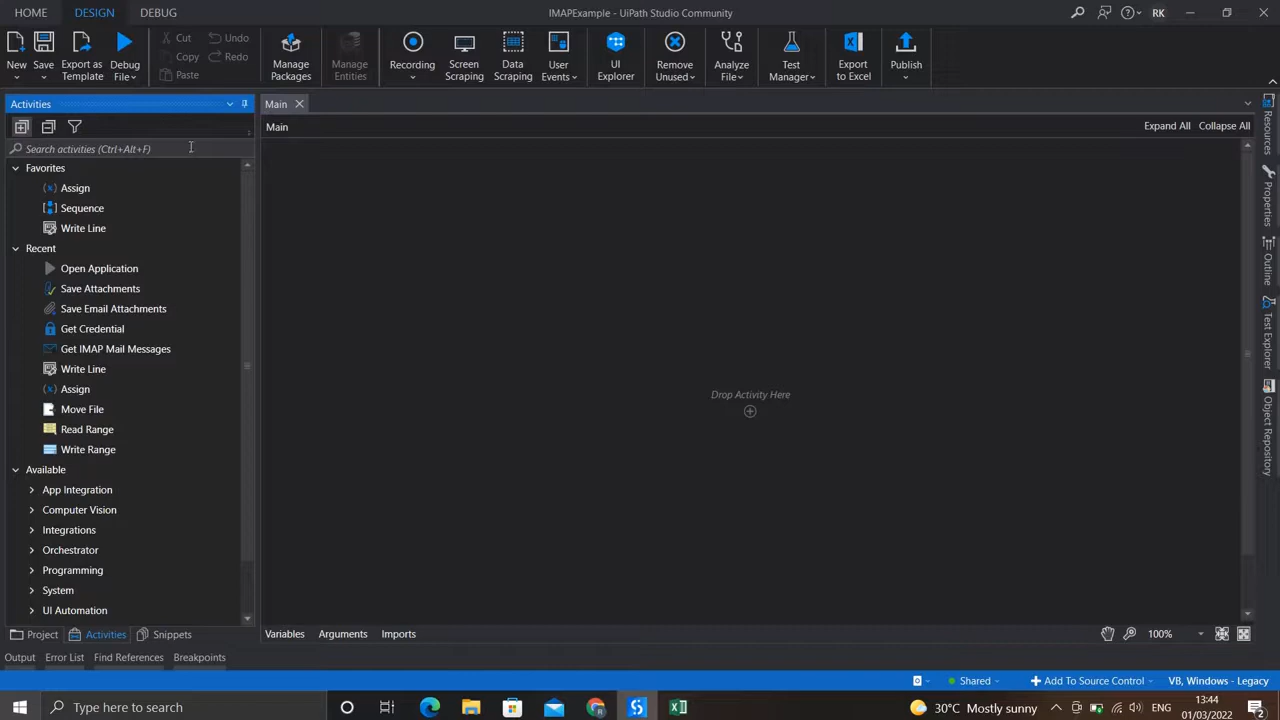 HOME DESIGN DEBUG
IMAPExample - UiPath Studio Community
RK
New
Save
Export as Template
Debug File
Cut
Copy
Paste
Undo
Redo
Manage Packages
Manage Entities
Recording
Screen Scraping
Data Scraping
User Events
UI Explorer
Remove Unused
Analyze File
Test Manager
Export to Excel
Publish
Activities
Search activities (Ctrl+Alt+F)
Favorites
Assign
Sequence
Write Line
Recent
Open Application
Save Attachments
Save Email Attachments
Get Credential
Get IMAP Mail Messages
Write Line
Assign
Move File
Read Range
Write Range
Available
App Integration
Computer Vision
Integrations
Orchestrator
Programming
System
UI Automation
Project Activities Snippets
Main
Main
Expand All Collapse All
Drop Activity Here
Variables Arguments Imports
100%
Resources
Properties
Outline
Test Explorer
Object Repository
Output Error List Find References Breakpoints
0 Shared Add To Source Control VB, Windows - Legacy
Type here to search
30°C Mostly sunny
ENG
13:44
01/03/2022
2